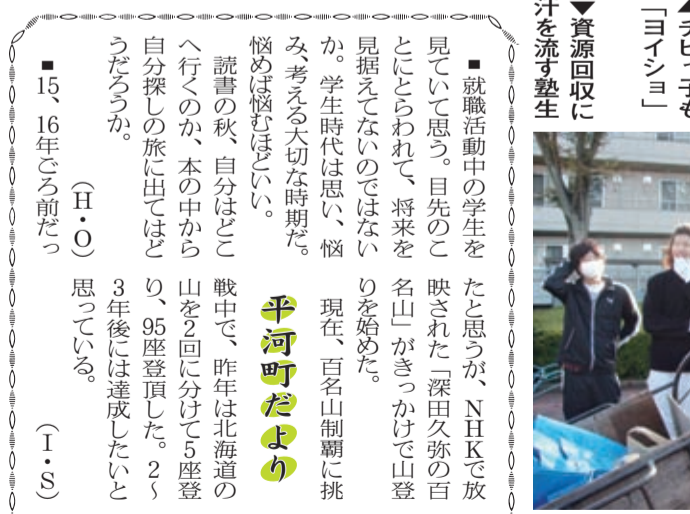 ■就職活動中の学生を
見ていて思う。目先のこ
とにとらわれて、将来を
見据えてないのではない
か。学生時代は思い、悩
み、考える大切な時期だ。
悩めば悩むほどいい。
読書の秋、自分はどこ
へ行くのか、本の中から
自分探しの旅に出てはど
うだろうか。
（H・O）
■15、16年ごろ前だっ
たと思うが、NHKで放
映された「深田久弥の百
名山」がきっかけで山登
りを始めた。
現在、百名山制覇に挑
平河町だより
戦中で、昨年は北海道の
山を2回に分けて5座登
り、95座登頂した。2～
3年後には達成したいと
思っている。
（I・S）
「ヨイショ」
▼資源回収に
汗を流す塾生